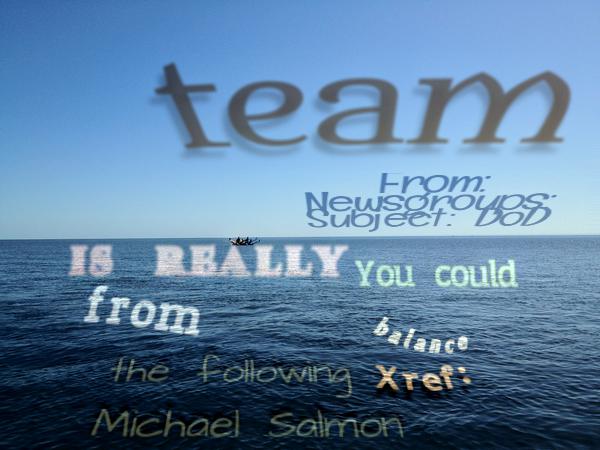 team
From:
Newsgroups:
Subject: DoD
IS REALLY
You could
from
balance
the following
Xref:
Michael Salmon